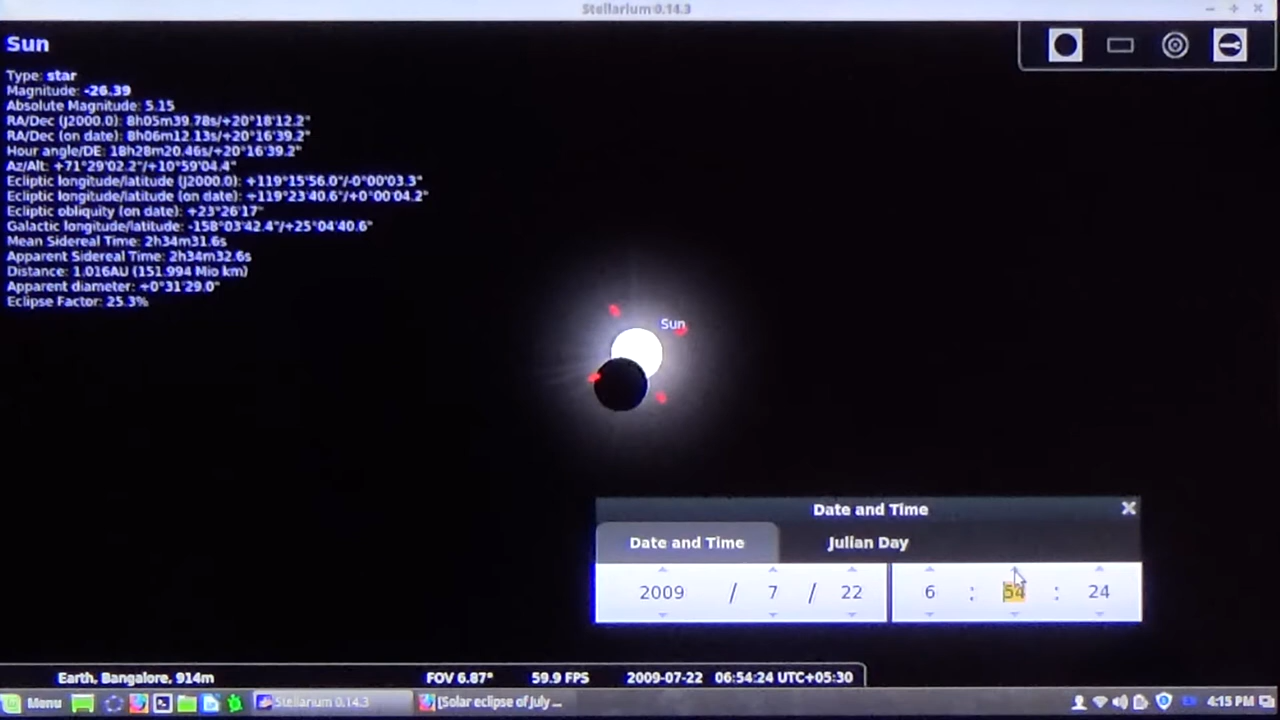 Stellarium 0.14.3
Sun
Type: star
Magnitude: -26.39
Absolute Magnitude: 5.15
RA/Dec (J2000.0): 8h05m39.78s/+20°18'12.2"
RA/Dec (on date): 8h06m12.13s/+20°16'39.2"
Hour angle/DE: 18h28m20.46s/+20°16'39.2"
Az/Alt: +71°29'02.2"/+10°59'04.4"
Ecliptic longitude/latitude (J2000.0): +119°15'56.0"/-0°00'03.3"
Ecliptic longitude/latitude (on date): +119°23'40.6"/+0°00'04.2"
Ecliptic obliquity (on date): +23°26'17"
Galactic longitude/latitude: -158°03'42.4"/+25°04'40.6"
Mean Sidereal Time: 2h34m31.6s
Apparent Sidereal Time: 2h34m32.6s
Distance: 1.016AU (151.994 Mio km)
Apparent diameter: +0°31'29.0"
Eclipse Factor: 25.3%
Sun
Date and Time
Date and Time Julian Day
2009 / 7 / 22 6 : 54 : 24
Earth, Bangalore, 914m FOV 6.87° 59.9 FPS 2009-07-22 06:54:24 UTC+05:30
Menu Stellarium 0.14.3 [Solar eclipse of July ... 4:15 PM